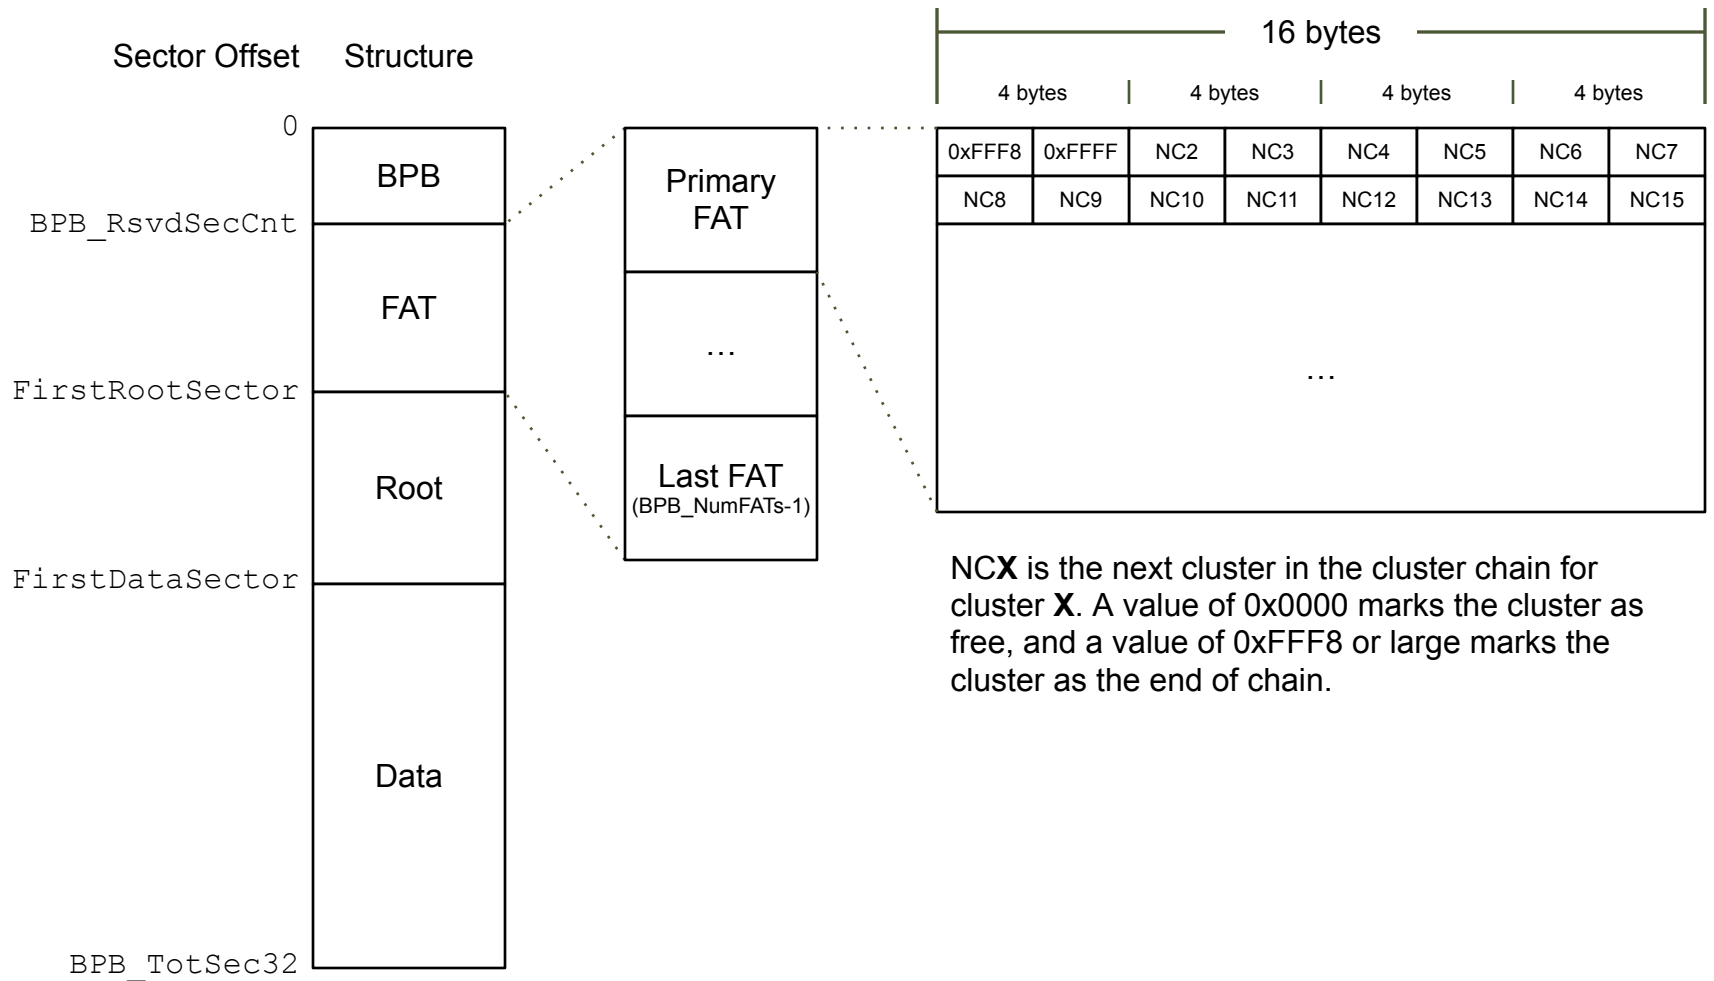 Sector Offset Structure
0
BPB
BPB_RsvdSecCnt
FAT
FirstRootSector
Root
FirstDataSector
Data
BPB_TotSec32
Primary
FAT
...
Last FAT
(BPB_NumFATs-1)
16 bytes
4 bytes 4 bytes 4 bytes 4 bytes
0xFFF8 0xFFFF NC2 NC3 NC4 NC5 NC6 NC7
NC8 NC9 NC10 NC11 NC12 NC13 NC14 NC15
...
NCX is the next cluster in the cluster chain for
cluster X. A value of 0x0000 marks the cluster as
free, and a value of 0xFFF8 or large marks the
cluster as the end of chain.